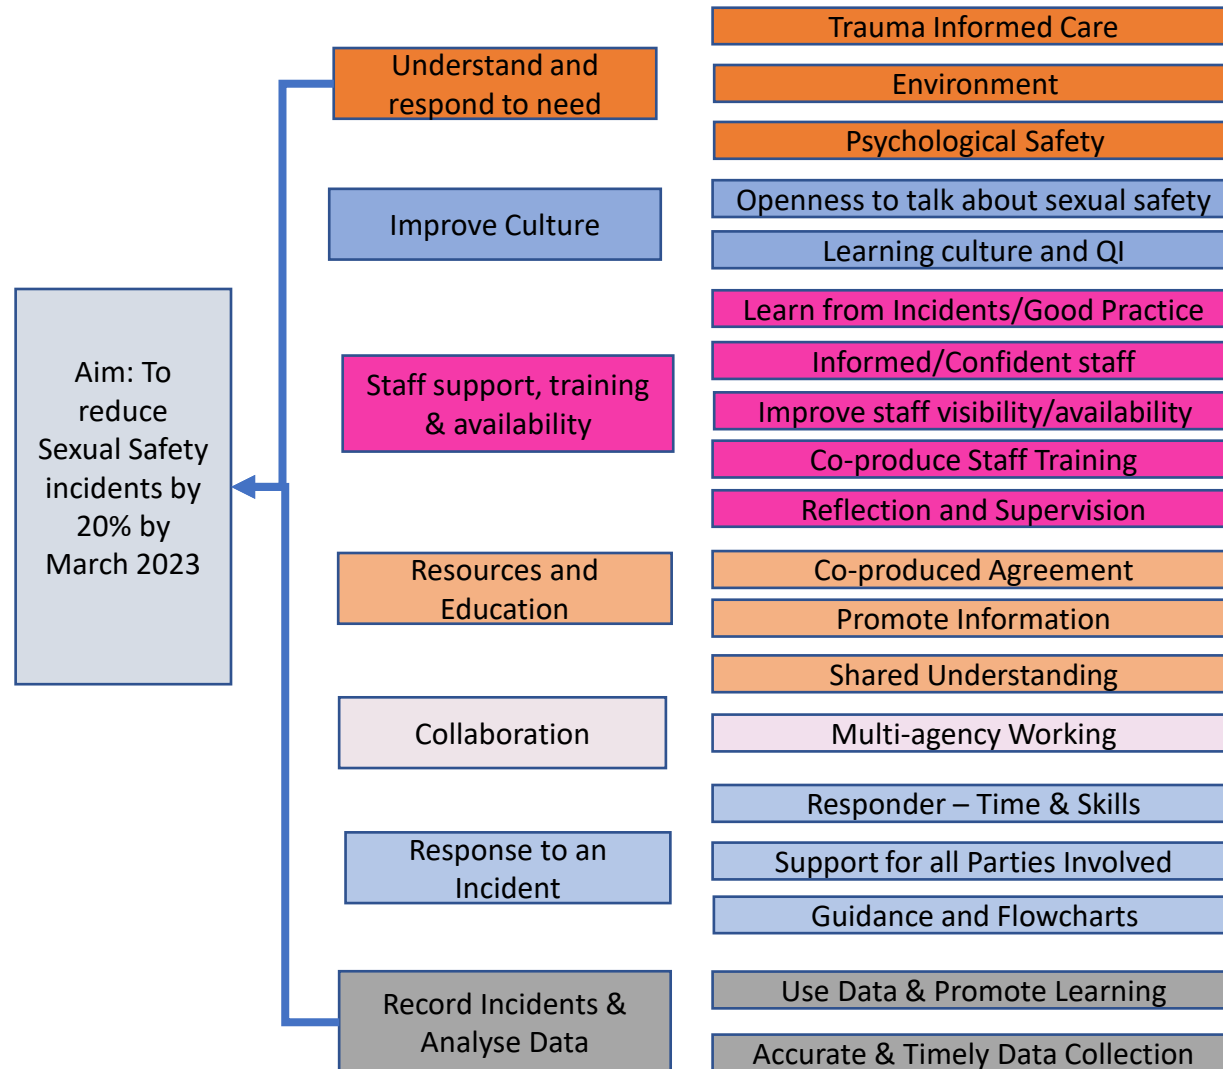 Aim: To
reduce
Sexual Safety
incidents by
20% by
March 2023
Understand and
respond to need
Trauma Informed Care
Environment
Psychological Safety
Improve Culture
Openness to talk about sexual safety
Learning culture and QI
Staff support, training
& availability
Learn from Incidents/Good Practice
Informed/Confident staff
Improve staff visibility/availability
Co-produce Staff Training
Reflection and Supervision
Resources and
Education
Co-produced Agreement
Promote Information
Shared Understanding
Collaboration
Multi-agency Working
Response to an
Incident
Responder – Time & Skills
Support for all Parties Involved
Guidance and Flowcharts
Record Incidents &
Analyse Data
Use Data & Promote Learning
Accurate & Timely Data Collection